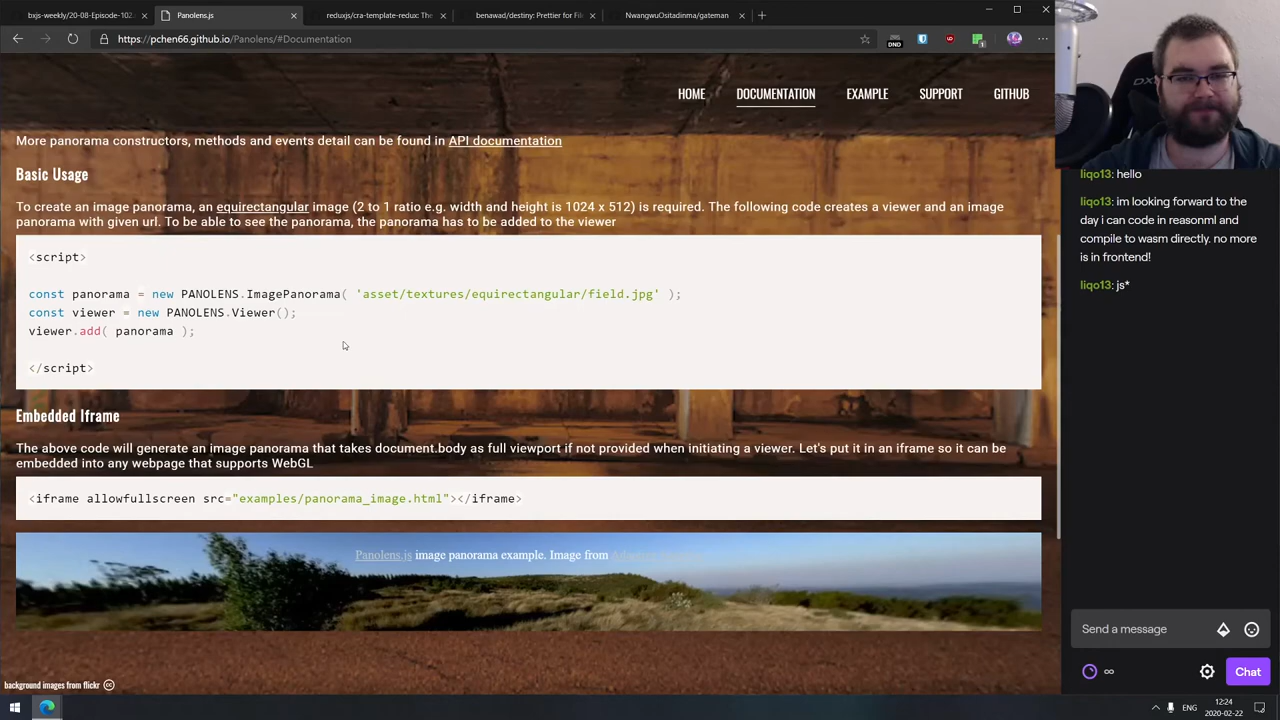 bxjs-weekly/20-08-Episode-102.
Panolens.js
reduxjs/cra-template-redux: The
benawad/destiny: Prettier for Fil
NwangwuOsitadinma/gateman
https://pchen66.github.io/Panolens/#Documentation
DND
HOME
DOCUMENTATION
EXAMPLE
SUPPORT
GITHUB
More panorama constructors, methods and events detail can be found in API documentation
Basic Usage
To create an image panorama, an equirectangular image (2 to 1 ratio e.g. width and height is 1024 x 512) is required. The following code creates a viewer and an image
panorama with given url. To be able to see the panorama, the panorama has to be added to the viewer
<script>
const panorama = new PANOLENS.ImagePanorama( 'asset/textures/equirectangular/field.jpg' );
const viewer = new PANOLENS.Viewer();
viewer.add( panorama );
</script>
Embedded Iframe
The above code will generate an image panorama that takes document.body as full viewport if not provided when initiating a viewer. Let's put it in an iframe so it can be
embedded into any webpage that supports WebGL
<iframe allowfullscreen src="examples/panorama_image.html"></iframe>
Panolens.js image panorama example. Image from
background images from flickr
DX
liqo13: hello
liqo13: im looking forward to the
day i can code in reasonml and
compile to wasm directly. no more
is in frontend!
liqo13: js*
Send a message
∞
Chat
ENG
12:24
2020-02-22